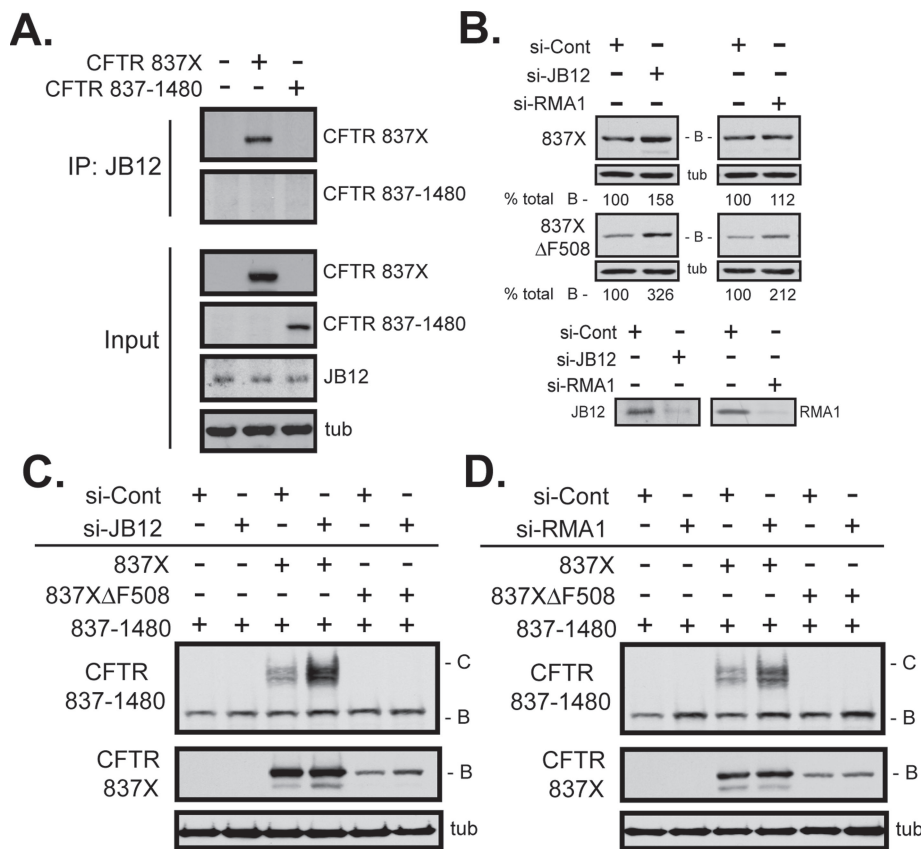 A.
CFTR 837X - + -
CFTR 837-1480 - - +
IP: JB12
CFTR 837X
CFTR 837-1480
Input
CFTR 837X
CFTR 837-1480
JB12
tub
B.
si-Cont + - + -
si-JB12 - +
si-RMA1 - - - +
837X - B -
tub
% total B - 100 158 100 112
837X
ΔF508 - B -
tub
% total B - 100 326 100 212
si-Cont + - + -
si-JB12 - +
si-RMA1 - - - +
JB12 RMA1
C.
si-Cont + - + - + -
si-JB12 - + - + - +
837X - - + + - -
837XΔF508 - - - - + +
837-1480 + + + + + +
CFTR
837-1480
- C
- B
CFTR
837X
- B
tub
D.
si-Cont + - + - + -
si-RMA1 - + - + - +
837X - - + + - -
837XΔF508 - - - - + +
837-1480 + + + + + +
CFTR
837-1480
- C
- B
CFTR
837X
- B
tub